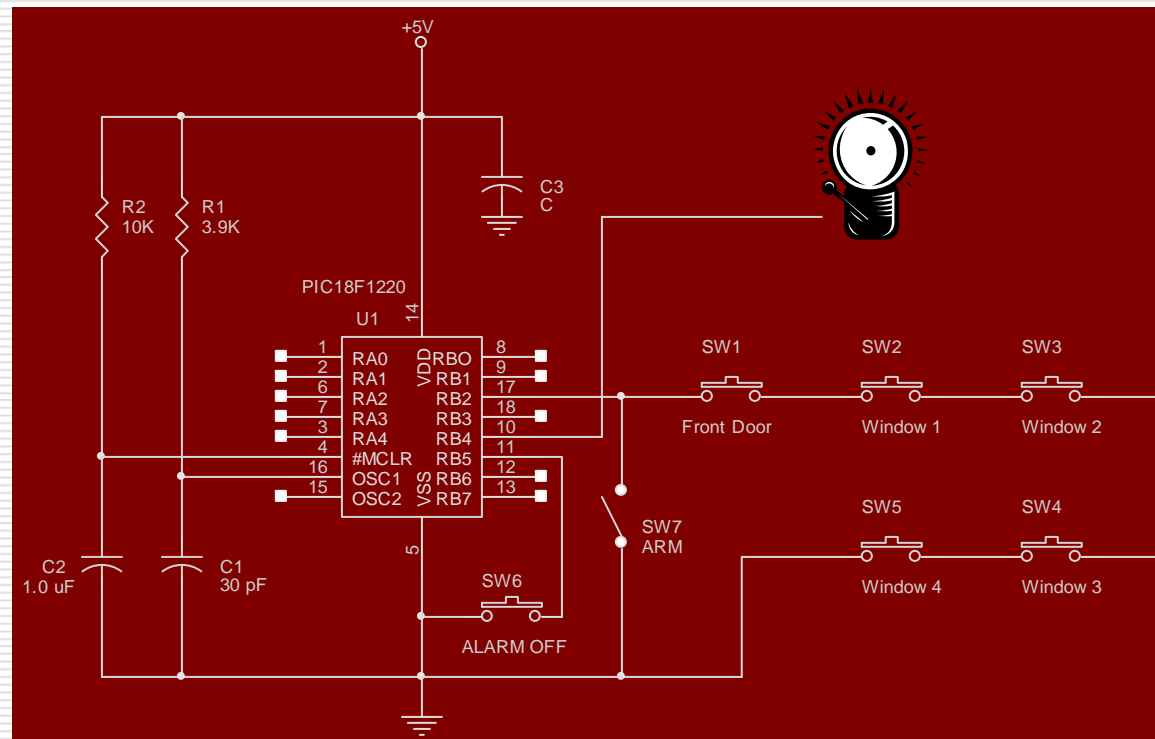 +5V
R2
10K
R1
3.9K
C3
C
PIC18F1220
U1
14
VDD
1 RA0
2 RA1
6 RA2
7 RA3
3 RA4
4 #MCLR
16 OSC1
15 OSC2
RBO 8
RB1 9
RB2 17
RB3 18
RB4 10
RB5 11
RB6 12
RB7 13
VSS
5
SW1
Front Door
SW2
Window 1
SW3
Window 2
SW5
Window 4
SW4
Window 3
SW7
ARM
C2
1.0 uF
C1
30 pF
SW6
ALARM OFF